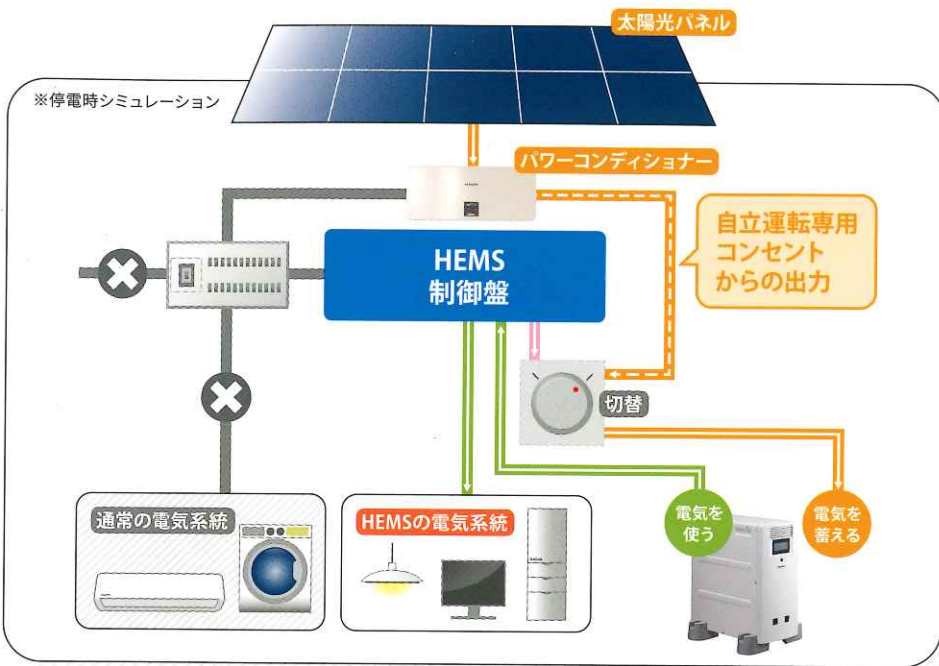 太陽光パネル
※停電時シミュレーション
パワーコンディショナー
自立運転専用
コンセント
からの出力
HEMS
制御盤
切替
通常の電気系統
HEMSの電気系統
電気を
使う
電気を
蓄える